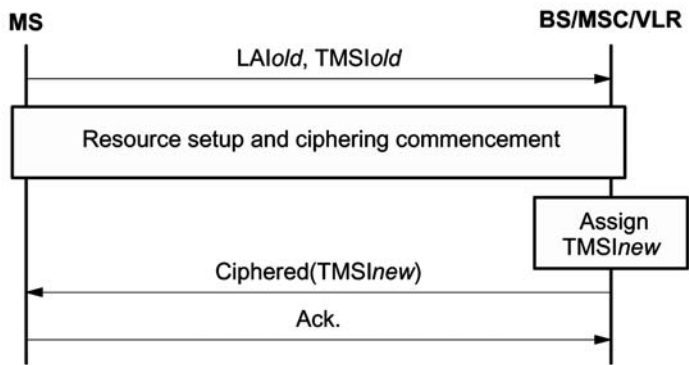 MS
BS/MSC/VLR
LAIold, TMSIold
Resource setup and ciphering commencement
Assign
TMSInew
Ciphered(TMSInew)
Ack.